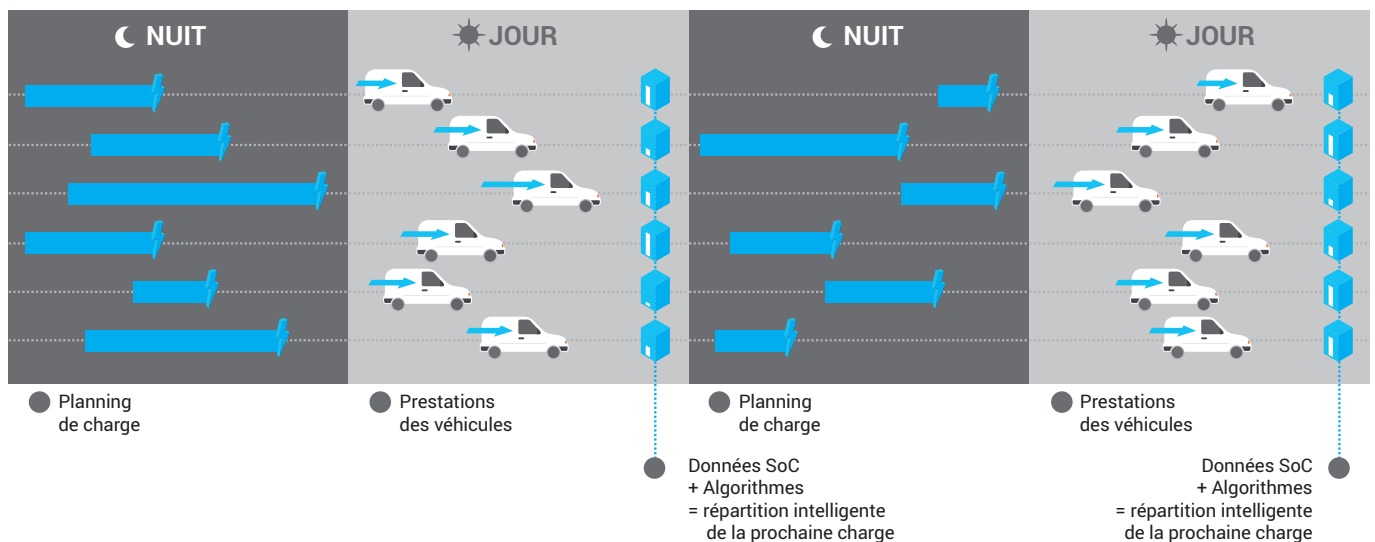 NUIT
JOUR
NUIT
JOUR
Planning
de charge
Prestations
des véhicules
Planning
de charge
Prestations
des véhicules
Données SoC
+ Algorithmes
= répartition intelligente
de la prochaine charge
Données SoC
+ Algorithmes
= répartition intelligente
de la prochaine charge